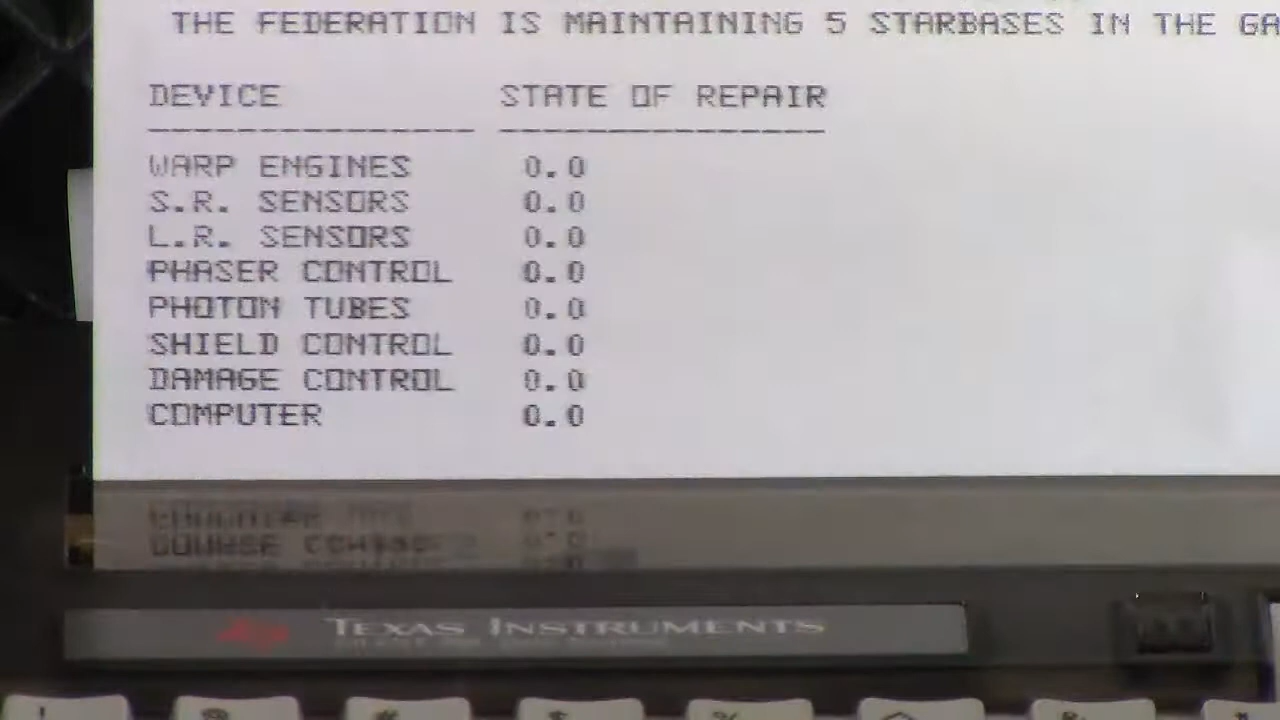 THE FEDERATION IS MAINTAINING 5 STARBASES IN THE GA
DEVICE STATE OF REPAIR
--------------- ---------------
WARP ENGINES 0.0
S.R. SENSORS 0.0
L.R. SENSORS 0.0
PHASER CONTROL 0.0
PHOTON TUBES 0.0
SHIELD CONTROL 0.0
DAMAGE CONTROL 0.0
COMPUTER 0.0
TEXAS INSTRUMENTS
! @ # $ % ^ &